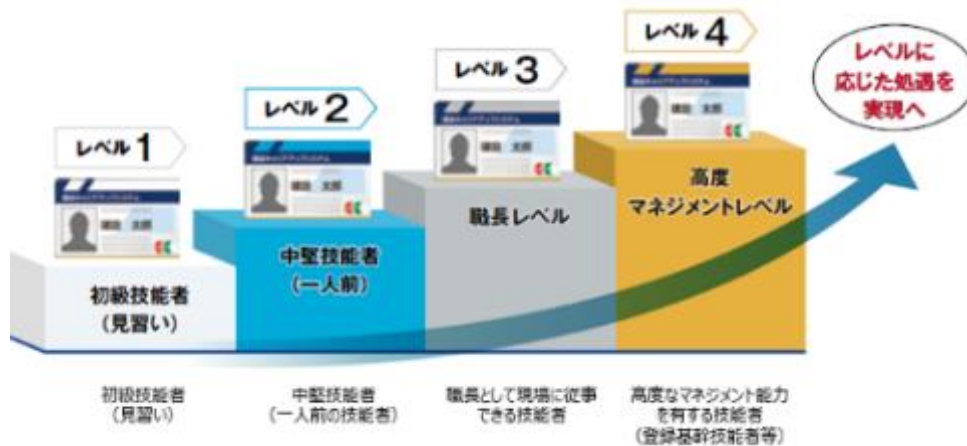 レベル 1
レベル 2
レベル 3
レベル 4
レベルに
応じた処遇を
実現へ
初級技能者
(見習い)
中堅技能者
(一人前)
職長レベル
高度
マネジメントレベル
初級技能者
(見習い)
中堅技能者
(一人前の技能者)
職長として現場に従事
できる技能者
高度なマネジメント能力
を有する技能者
(登録基幹技能者等)